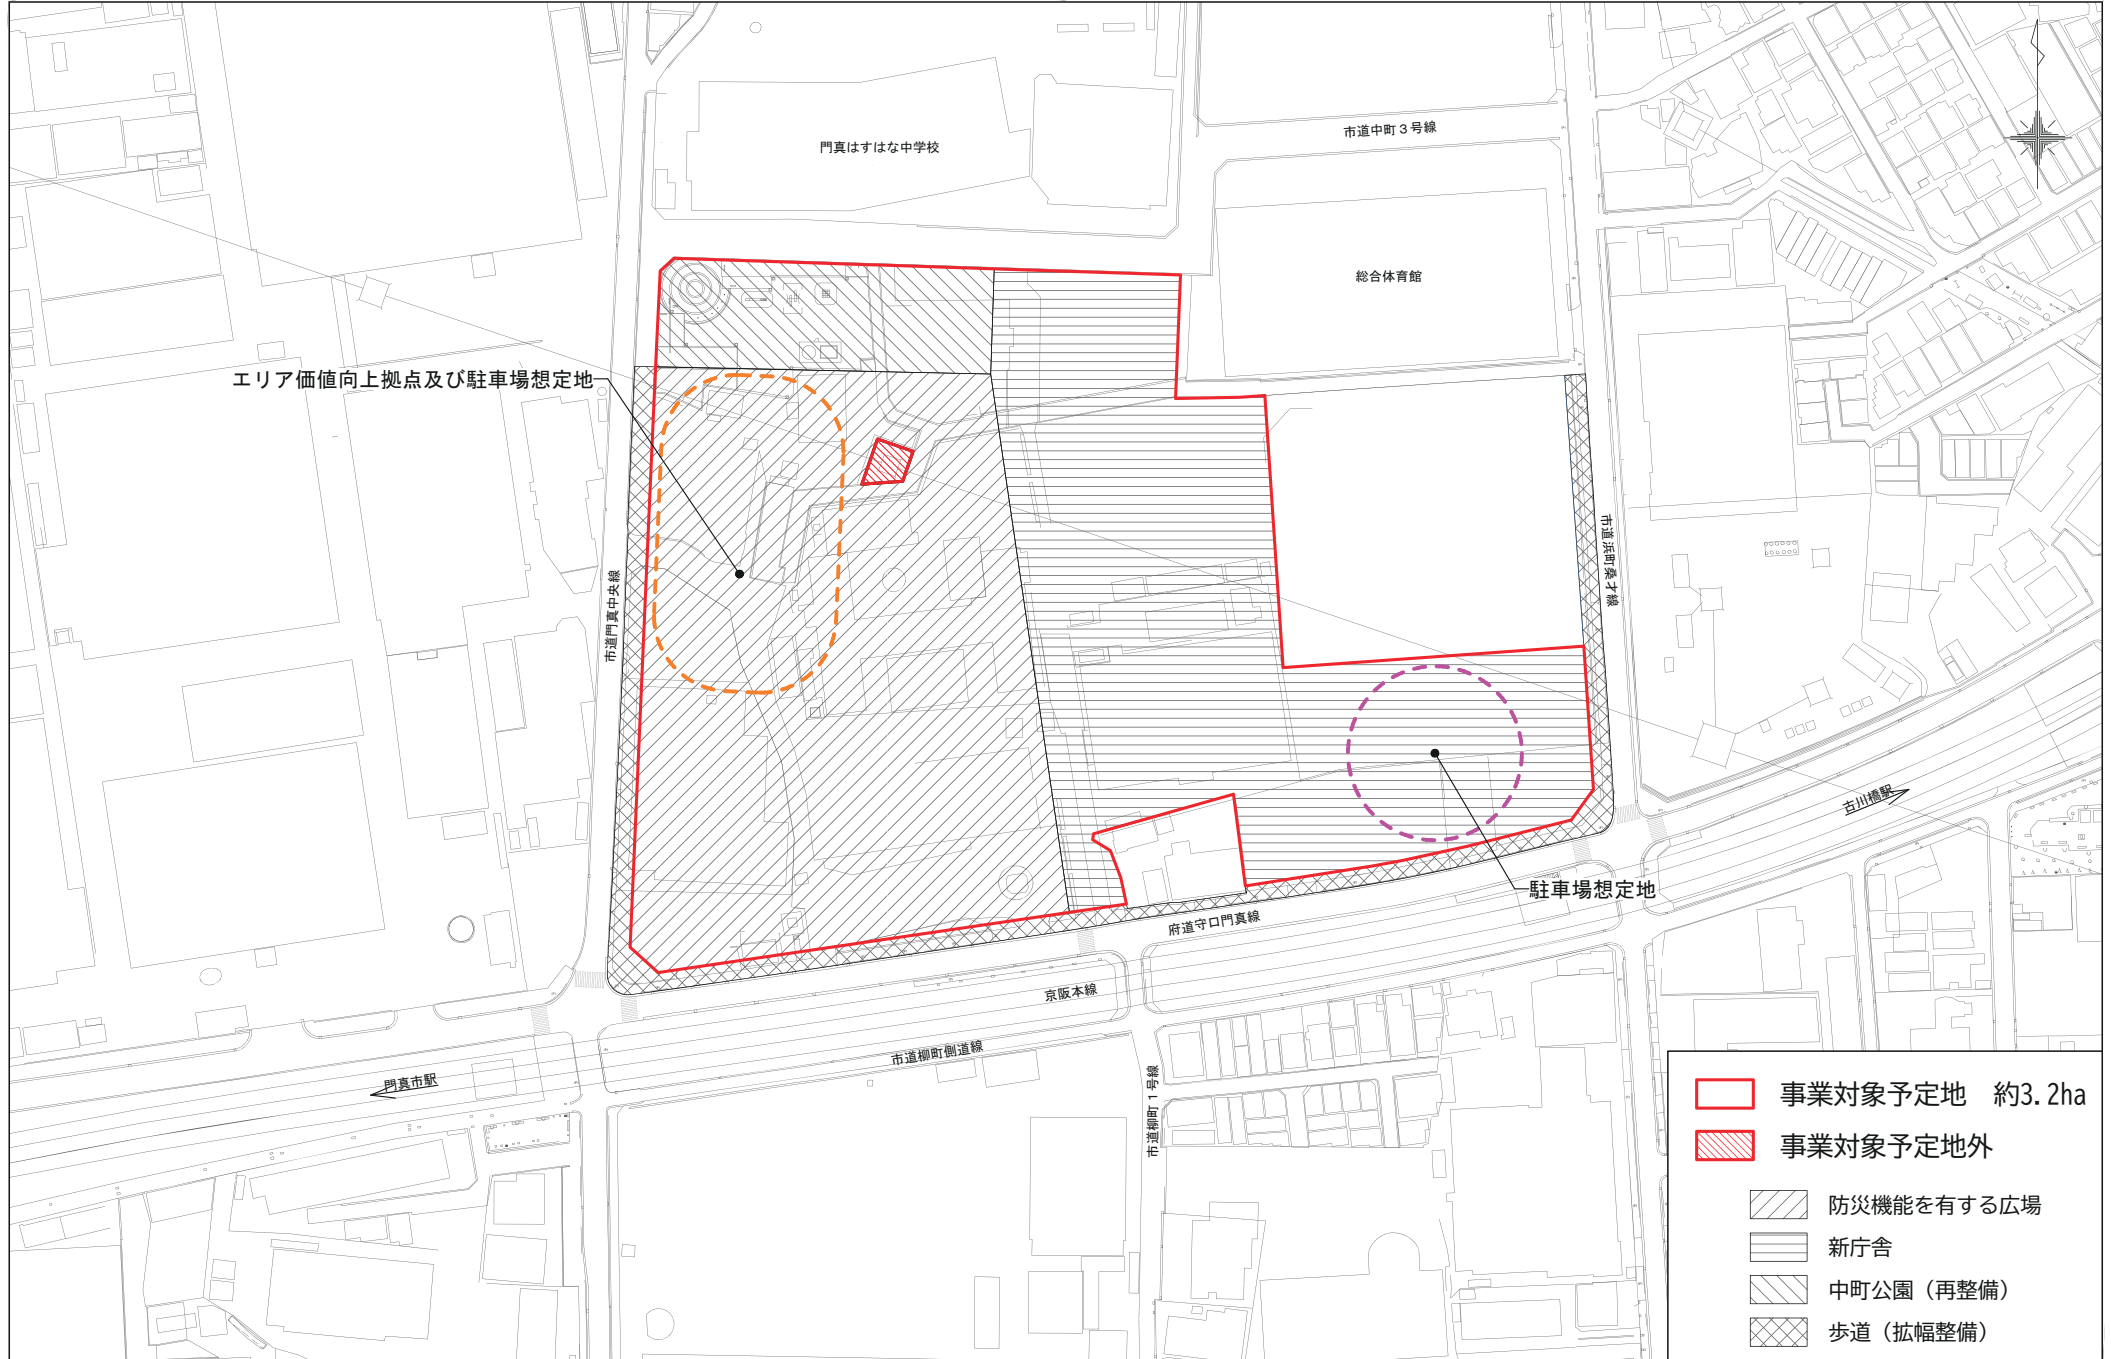 市道中町３号線
門真はすはな中学校
総合体育館
エリア価値向上拠点及び駐車場想定地
市道門真中央線
市道浜町桑才線
古川橋駅
駐車場想定地
府道守口門真線
京阪本線
市道柳町側道線
門真市駅
市道柳町１号線
事業対象予定地　約3.2ha
事業対象予定地外
防災機能を有する広場
新庁舎
中町公園（再整備）
歩道（拡幅整備）